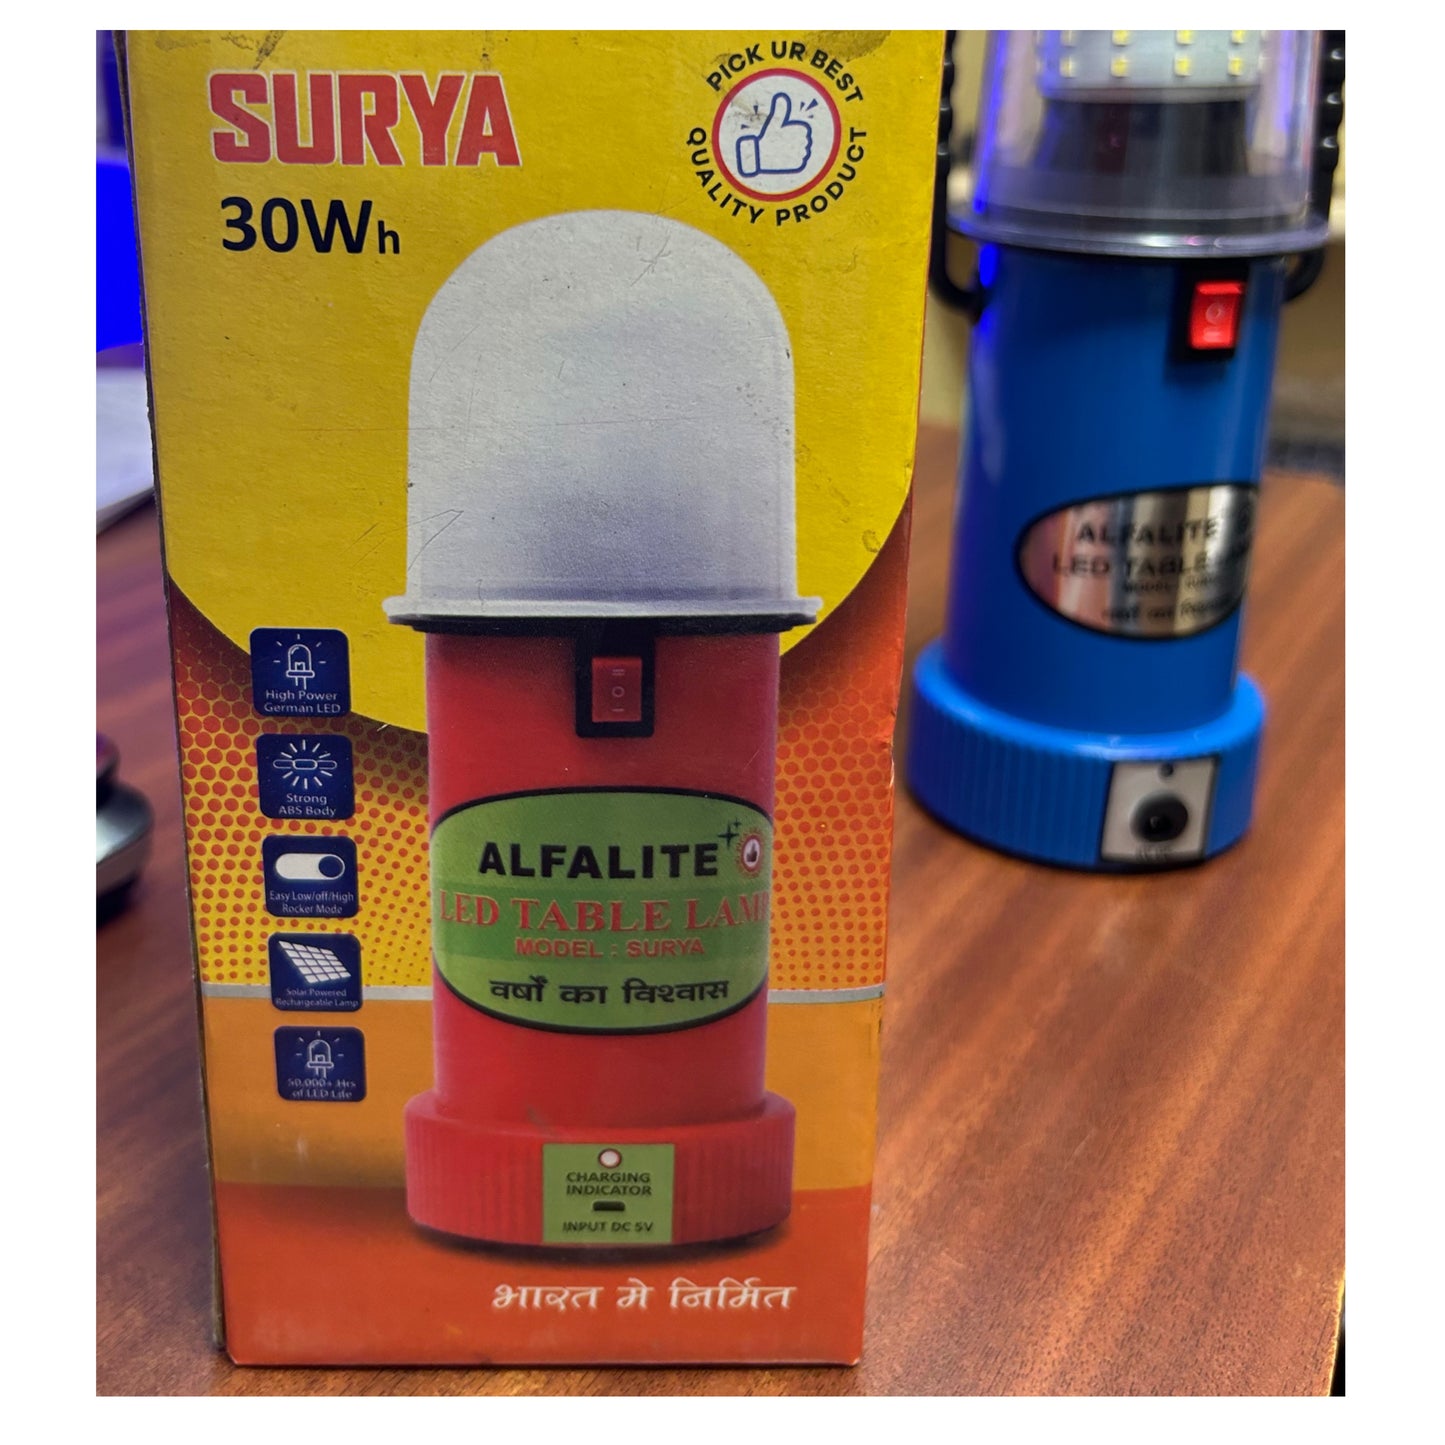 SURYA
30Wh
PICK UR BEST
QUALITY PRODUCT
High Power
German LED
Strong
ABS Body
Easy Low/off/High
Rocker Mode
Solar Powered
Rechargeable Lamp
50,000+ Hrs
of LED Life
ALFALITE
LED TABLE LAMP
MODEL : SURYA
वर्षों का विश्वास
CHARGING
INDICATOR
INPUT DC 5V
भारत मे निर्मित
ALFALITE
LED TABLE
MODEL :